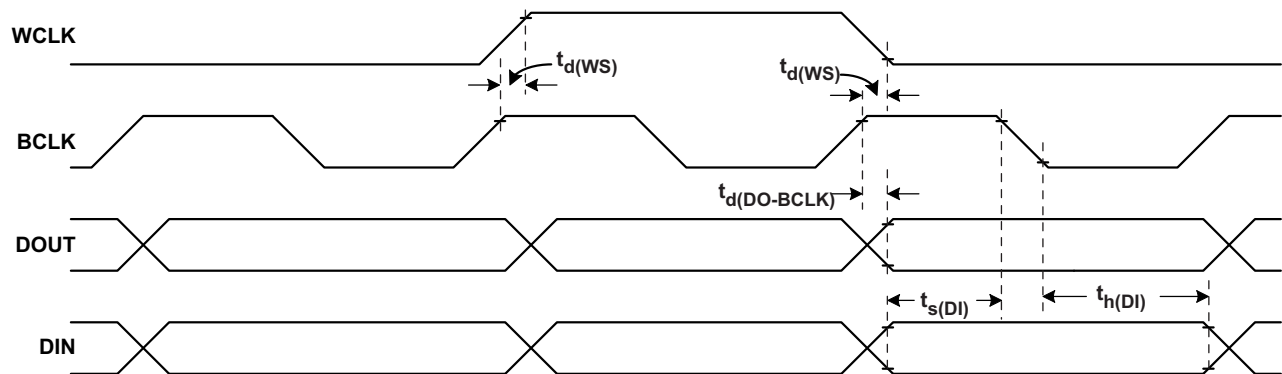 WCLK
td(WS)
td(WS)
BCLK
td(DO-BCLK)
DOUT
ts(DI)
th(DI)
DIN